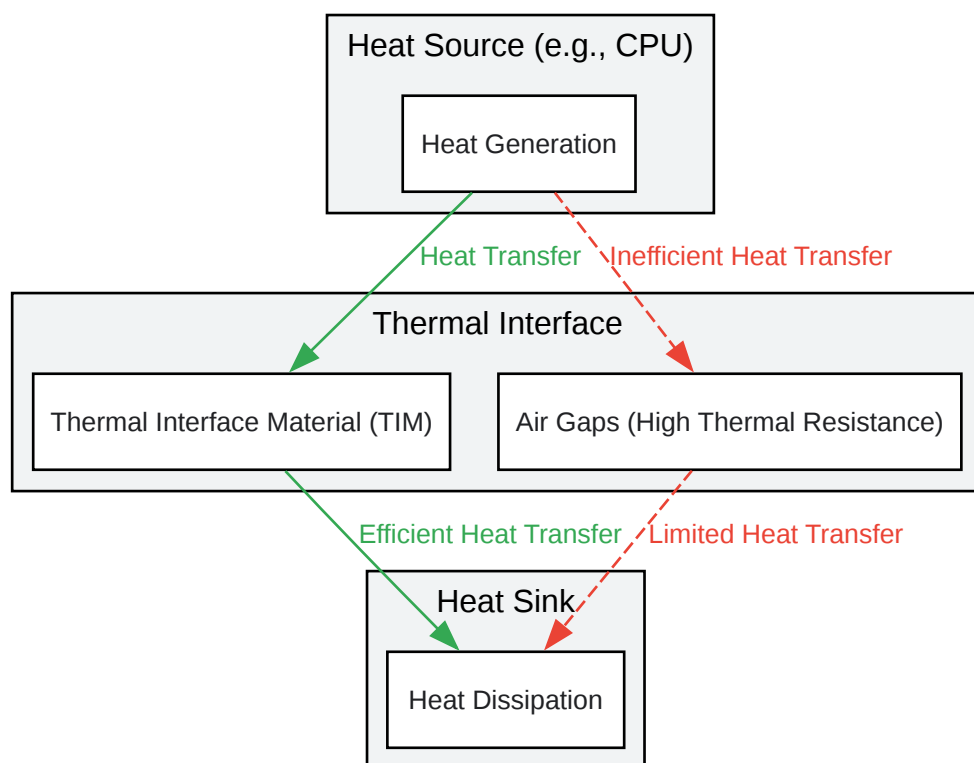 Heat Source (e.g., CPU)
Heat Generation
Heat Transfer
Inefficient Heat Transfer
Thermal Interface
Thermal Interface Material (TIM)
Air Gaps (High Thermal Resistance)
Efficient Heat Transfer
Limited Heat Transfer
Heat Sink
Heat Dissipation